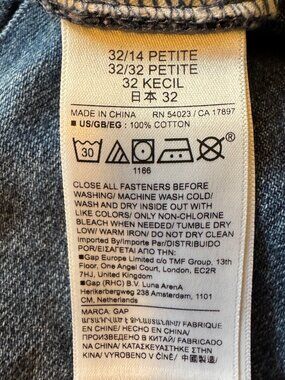 32/14 PETITE
32/32 PETITE
32 KECIL
日本 32
MADE IN CHINA RN 54023 / CA 17897
■ US/GB/EG : 100% COTTON
30
®
1166
CLOSE ALL FASTENERS BEFORE
WASHING/ MACHINE WASH COLD/
WASH AND DRY INSIDE OUT WITH
LIKE COLORS/ ONLY NON-CHLORINE
BLEACH WHEN NEEDED/ TUMBLE DRY
LOW/ WARM IRON/ DO NOT DRY CLEAN
Imported By/Importe Par/DISTRIBUIDO
POR/ΕΙΣΑΓΕΤΑΙ ΑΠΟ ΤΗΝ:
■Gap Europe Limited c/o TMF Group, 13th
Floor, One Angel Court, London, EC2R
7HJ, United Kingdom
■Gap (RHC) B.V. Luna ArenA
Herikerbergweg 238 Amsterdam, 1101
CM, Netherlands
MARCA: GAP
ԱՐՏԱԴՐՎԱԾ Է ՉԻՆԱՍՏԱՆՈՒՄ/ FABRIQUE
EN CHINE/ HECHO EN CHINA/
ПРОИЗВЕДЕНО В КИТАЕ/ FABRICADO
NA CHINA/ ΚΑΤΑΣΚΕΥΑΣΤΗΚΕ ΣΤΗΝ
KINA/ VYROBENO V ČÍNĚ/ 中国製